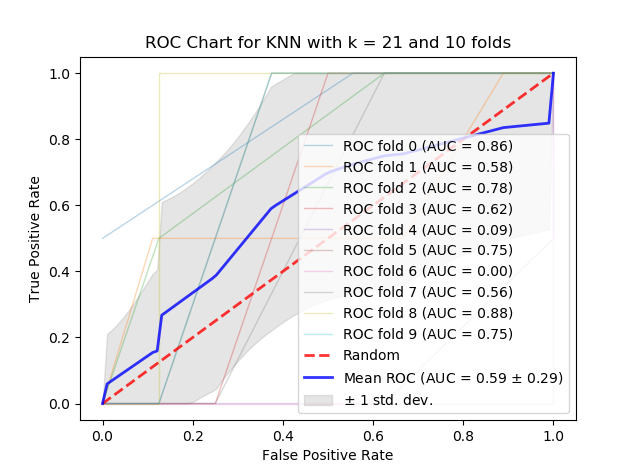 ROC Chart for KNN with k = 21 and 10 folds
True Positive Rate
1.0
0.8
0.6
0.4
0.2
0.0
ROC fold 0 (AUC = 0.86)
ROC fold 1 (AUC = 0.58)
ROC fold 2 (AUC = 0.78)
ROC fold 3 (AUC = 0.62)
ROC fold 4 (AUC = 0.09)
ROC fold 5 (AUC = 0.75)
ROC fold 6 (AUC = 0.00)
ROC fold 7 (AUC = 0.56)
ROC fold 8 (AUC = 0.88)
ROC fold 9 (AUC = 0.75)
Random
Mean ROC (AUC = 0.59 ± 0.29)
± 1 std. dev.
0.0 0.2 0.4 0.6 0.8 1.0
False Positive Rate